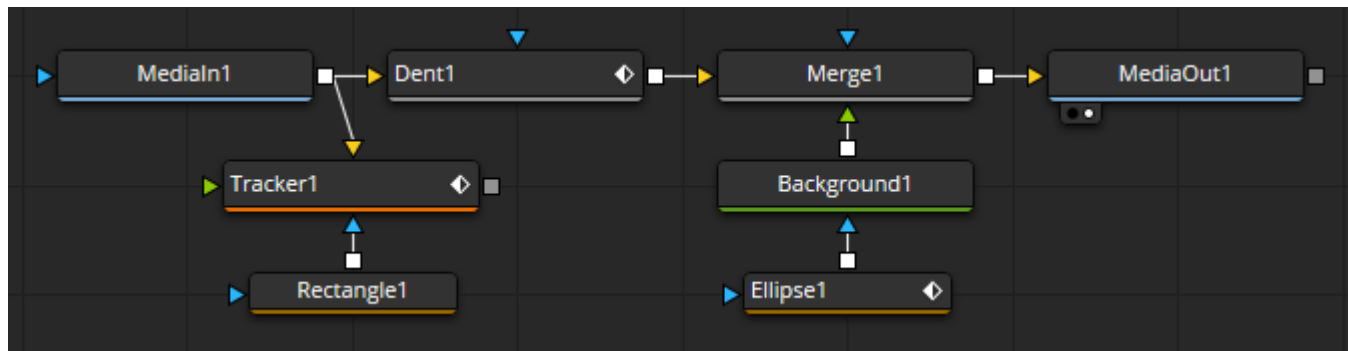 MediaIn1
Dent1
Merge1
MediaOut1
Tracker1
Background1
Rectangle1
Ellipse1